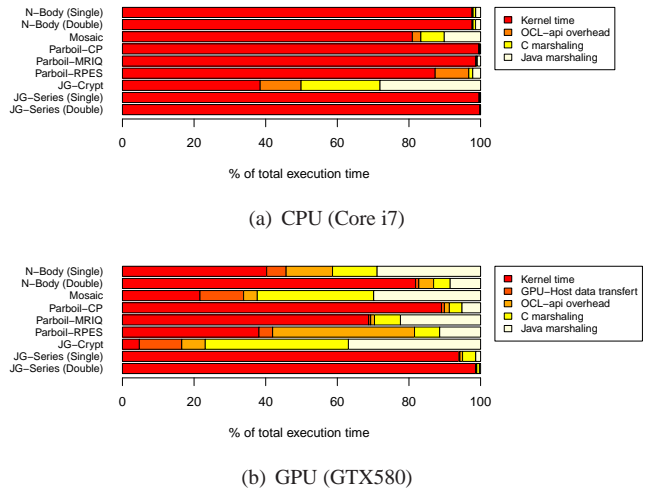 N−Body (Single)
N−Body (Double)
Mosaic
Parboil−CP
Parboil−MRIQ
Parboil−RPES
JG−Crypt
JG−Series (Single)
JG−Series (Double)
Kernel time
OCL−api overhead
C marshaling
Java marshaling
0 20 40 60 80 100
% of total execution time
(a) CPU (Core i7)
N−Body (Single)
N−Body (Double)
Mosaic
Parboil−CP
Parboil−MRIQ
Parboil−RPES
JG−Crypt
JG−Series (Single)
JG−Series (Double)
Kernel time
GPU−Host data transfert
OCL−api overhead
C marshaling
Java marshaling
0 20 40 60 80 100
% of total execution time
(b) GPU (GTX580)